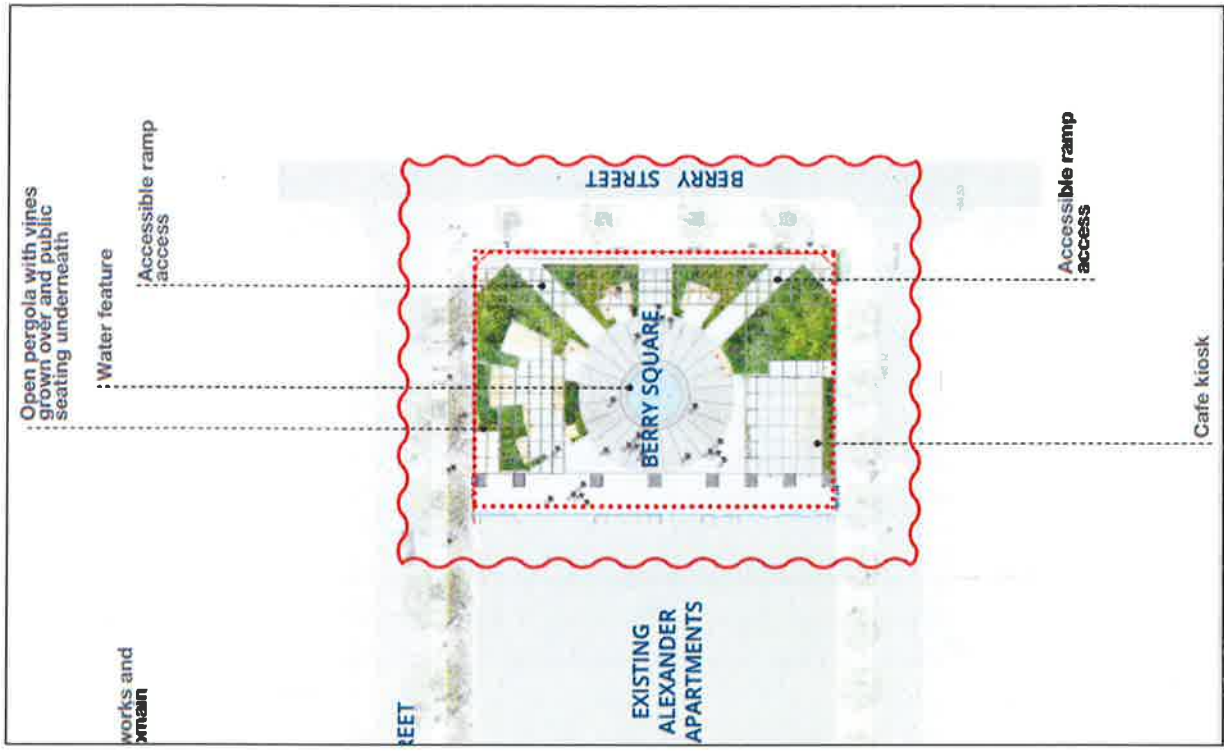 Open pergola with vines
grown over and public
seating underneath
Water feature
Accessible ramp
access
works and
omain
BERRY STREET
BERRY SQUARE
REET
EXISTING
ALEXANDER
APARTMENTS
Accessible ramp
access
Cafe kiosk